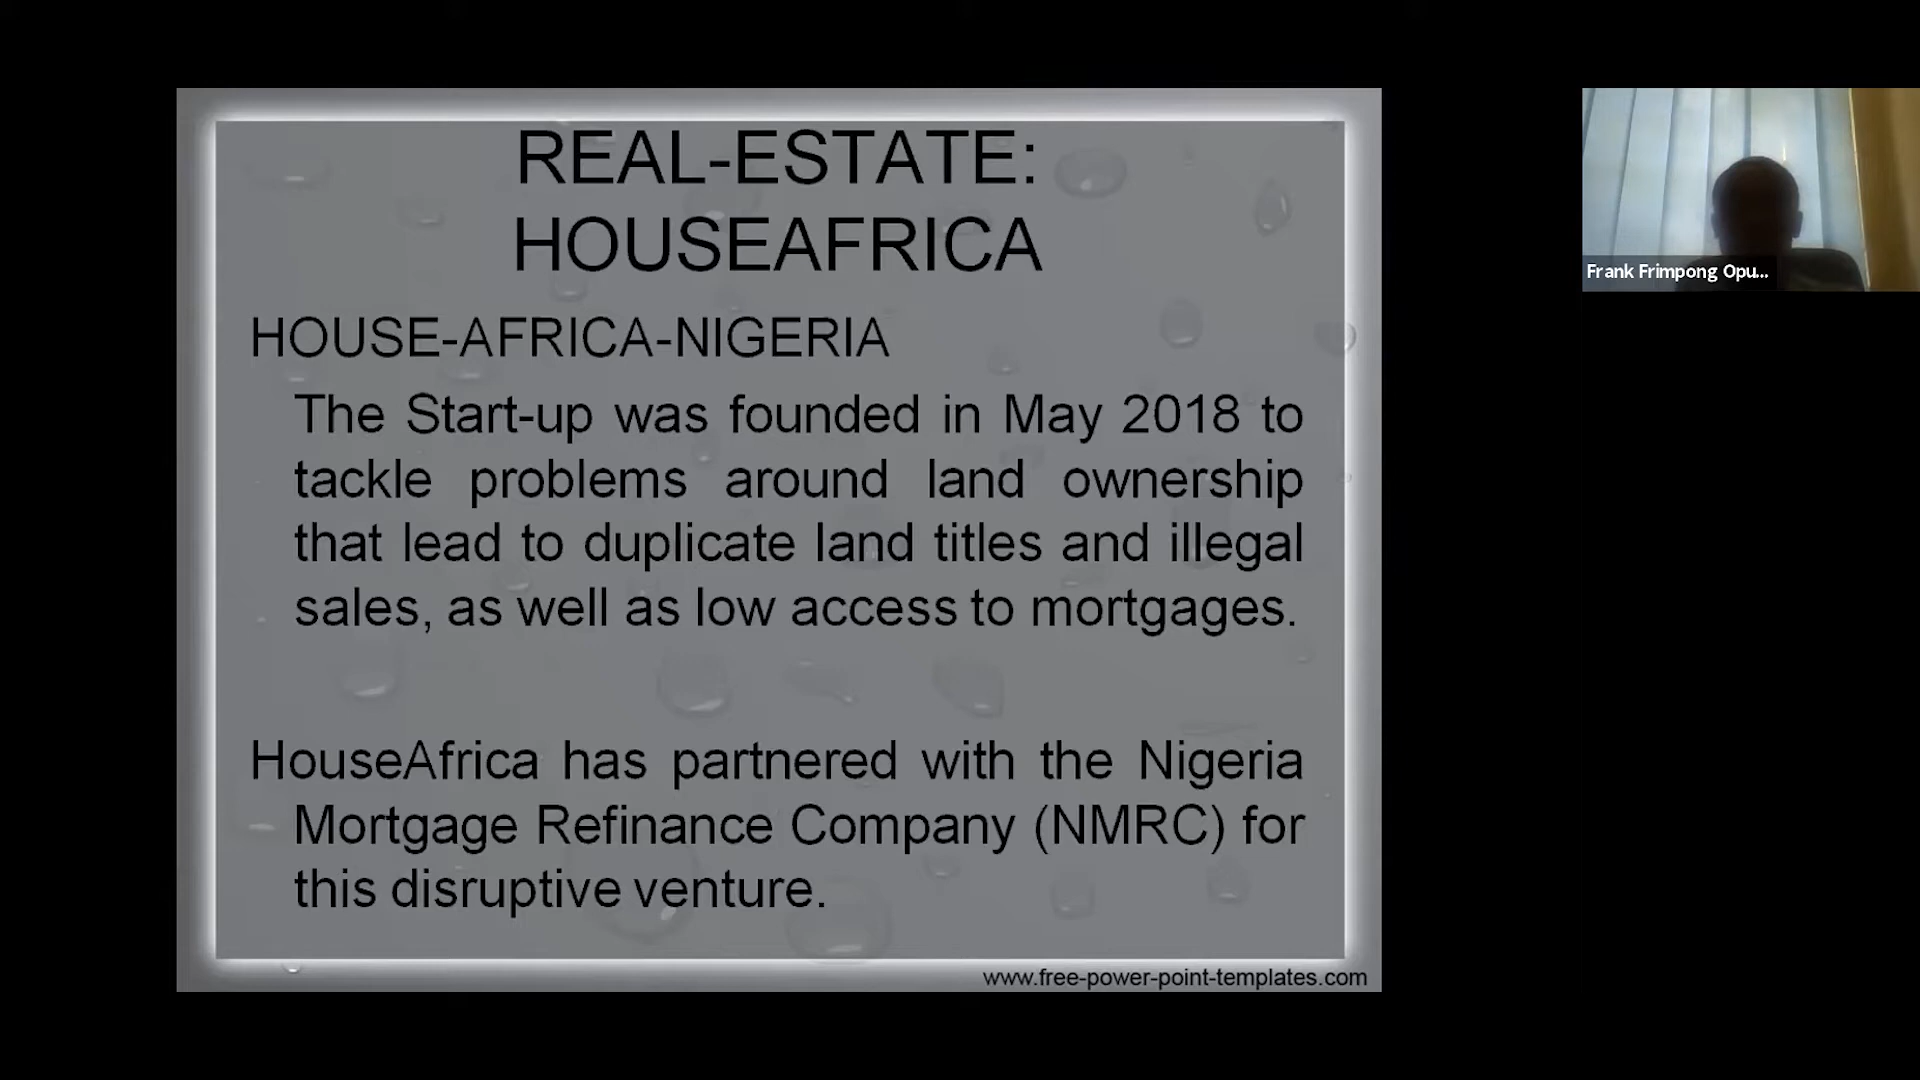 REAL-ESTATE:
HOUSEAFRICA
HOUSE-AFRICA-NIGERIA
The Start-up was founded in May 2018 to
tackle problems around land ownership
that lead to duplicate land titles and illegal
sales, as well as low access to mortgages.
HouseAfrica has partnered with the Nigeria
Mortgage Refinance Company (NMRC) for
this disruptive venture.
www.free-power-point-templates.com
Frank Frimpong Opu...